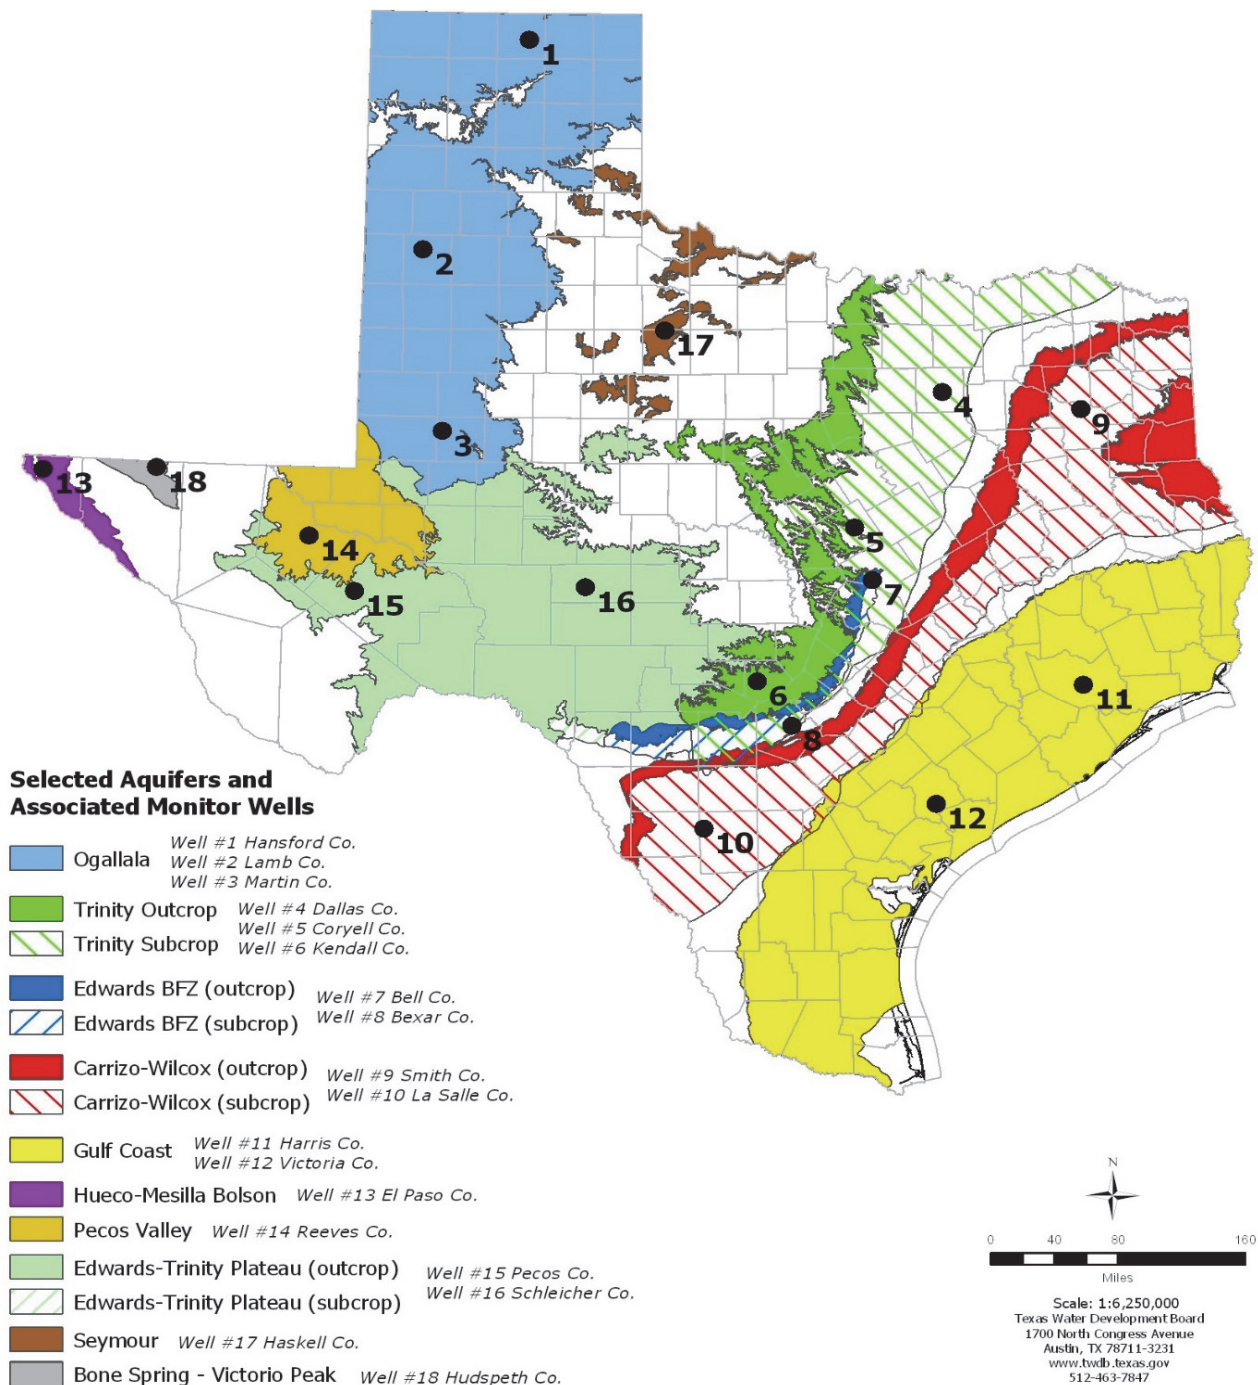 1
2
17
3
4
9
13
18
14
5
15
16
7
6
11
8
12
10
Selected Aquifers and
Associated Monitor Wells
Ogallala
Well #1 Hansford Co.
Well #2 Lamb Co.
Well #3 Martin Co.
Trinity Outcrop
Trinity Subcrop
Well #4 Dallas Co.
Well #5 Coryell Co.
Well #6 Kendall Co.
Edwards BFZ (outcrop)
Edwards BFZ (subcrop)
Well #7 Bell Co.
Well #8 Bexar Co.
Carrizo-Wilcox (outcrop)
Carrizo-Wilcox (subcrop)
Well #9 Smith Co.
Well #10 La Salle Co.
Gulf Coast
Well #11 Harris Co.
Well #12 Victoria Co.
Hueco-Mesilla Bolson Well #13 El Paso Co.
Pecos Valley Well #14 Reeves Co.
Edwards-Trinity Plateau (outcrop)
Edwards-Trinity Plateau (subcrop)
Well #15 Pecos Co.
Well #16 Schleicher Co.
Seymour Well #17 Haskell Co.
Bone Spring - Victorio Peak Well #18 Hudspeth Co.
N
0 40 80 160
Miles
Scale: 1:6,250,000
Texas Water Development Board
1700 North Congress Avenue
Austin, TX 78711-3231
www.twdb.texas.gov
512-463-7847